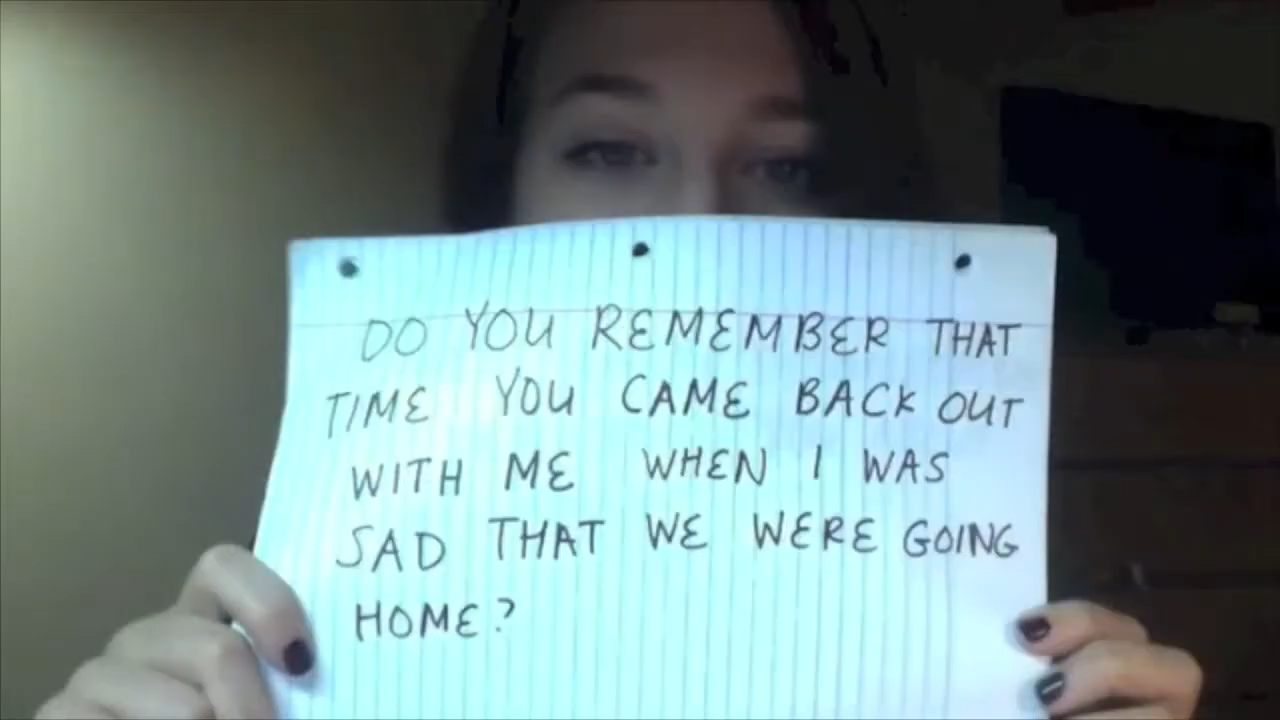 DO YOU REMEMBER THAT
TIME YOU CAME BACK OUT
WITH ME WHEN I WAS
SAD THAT WE WERE GOING
HOME?